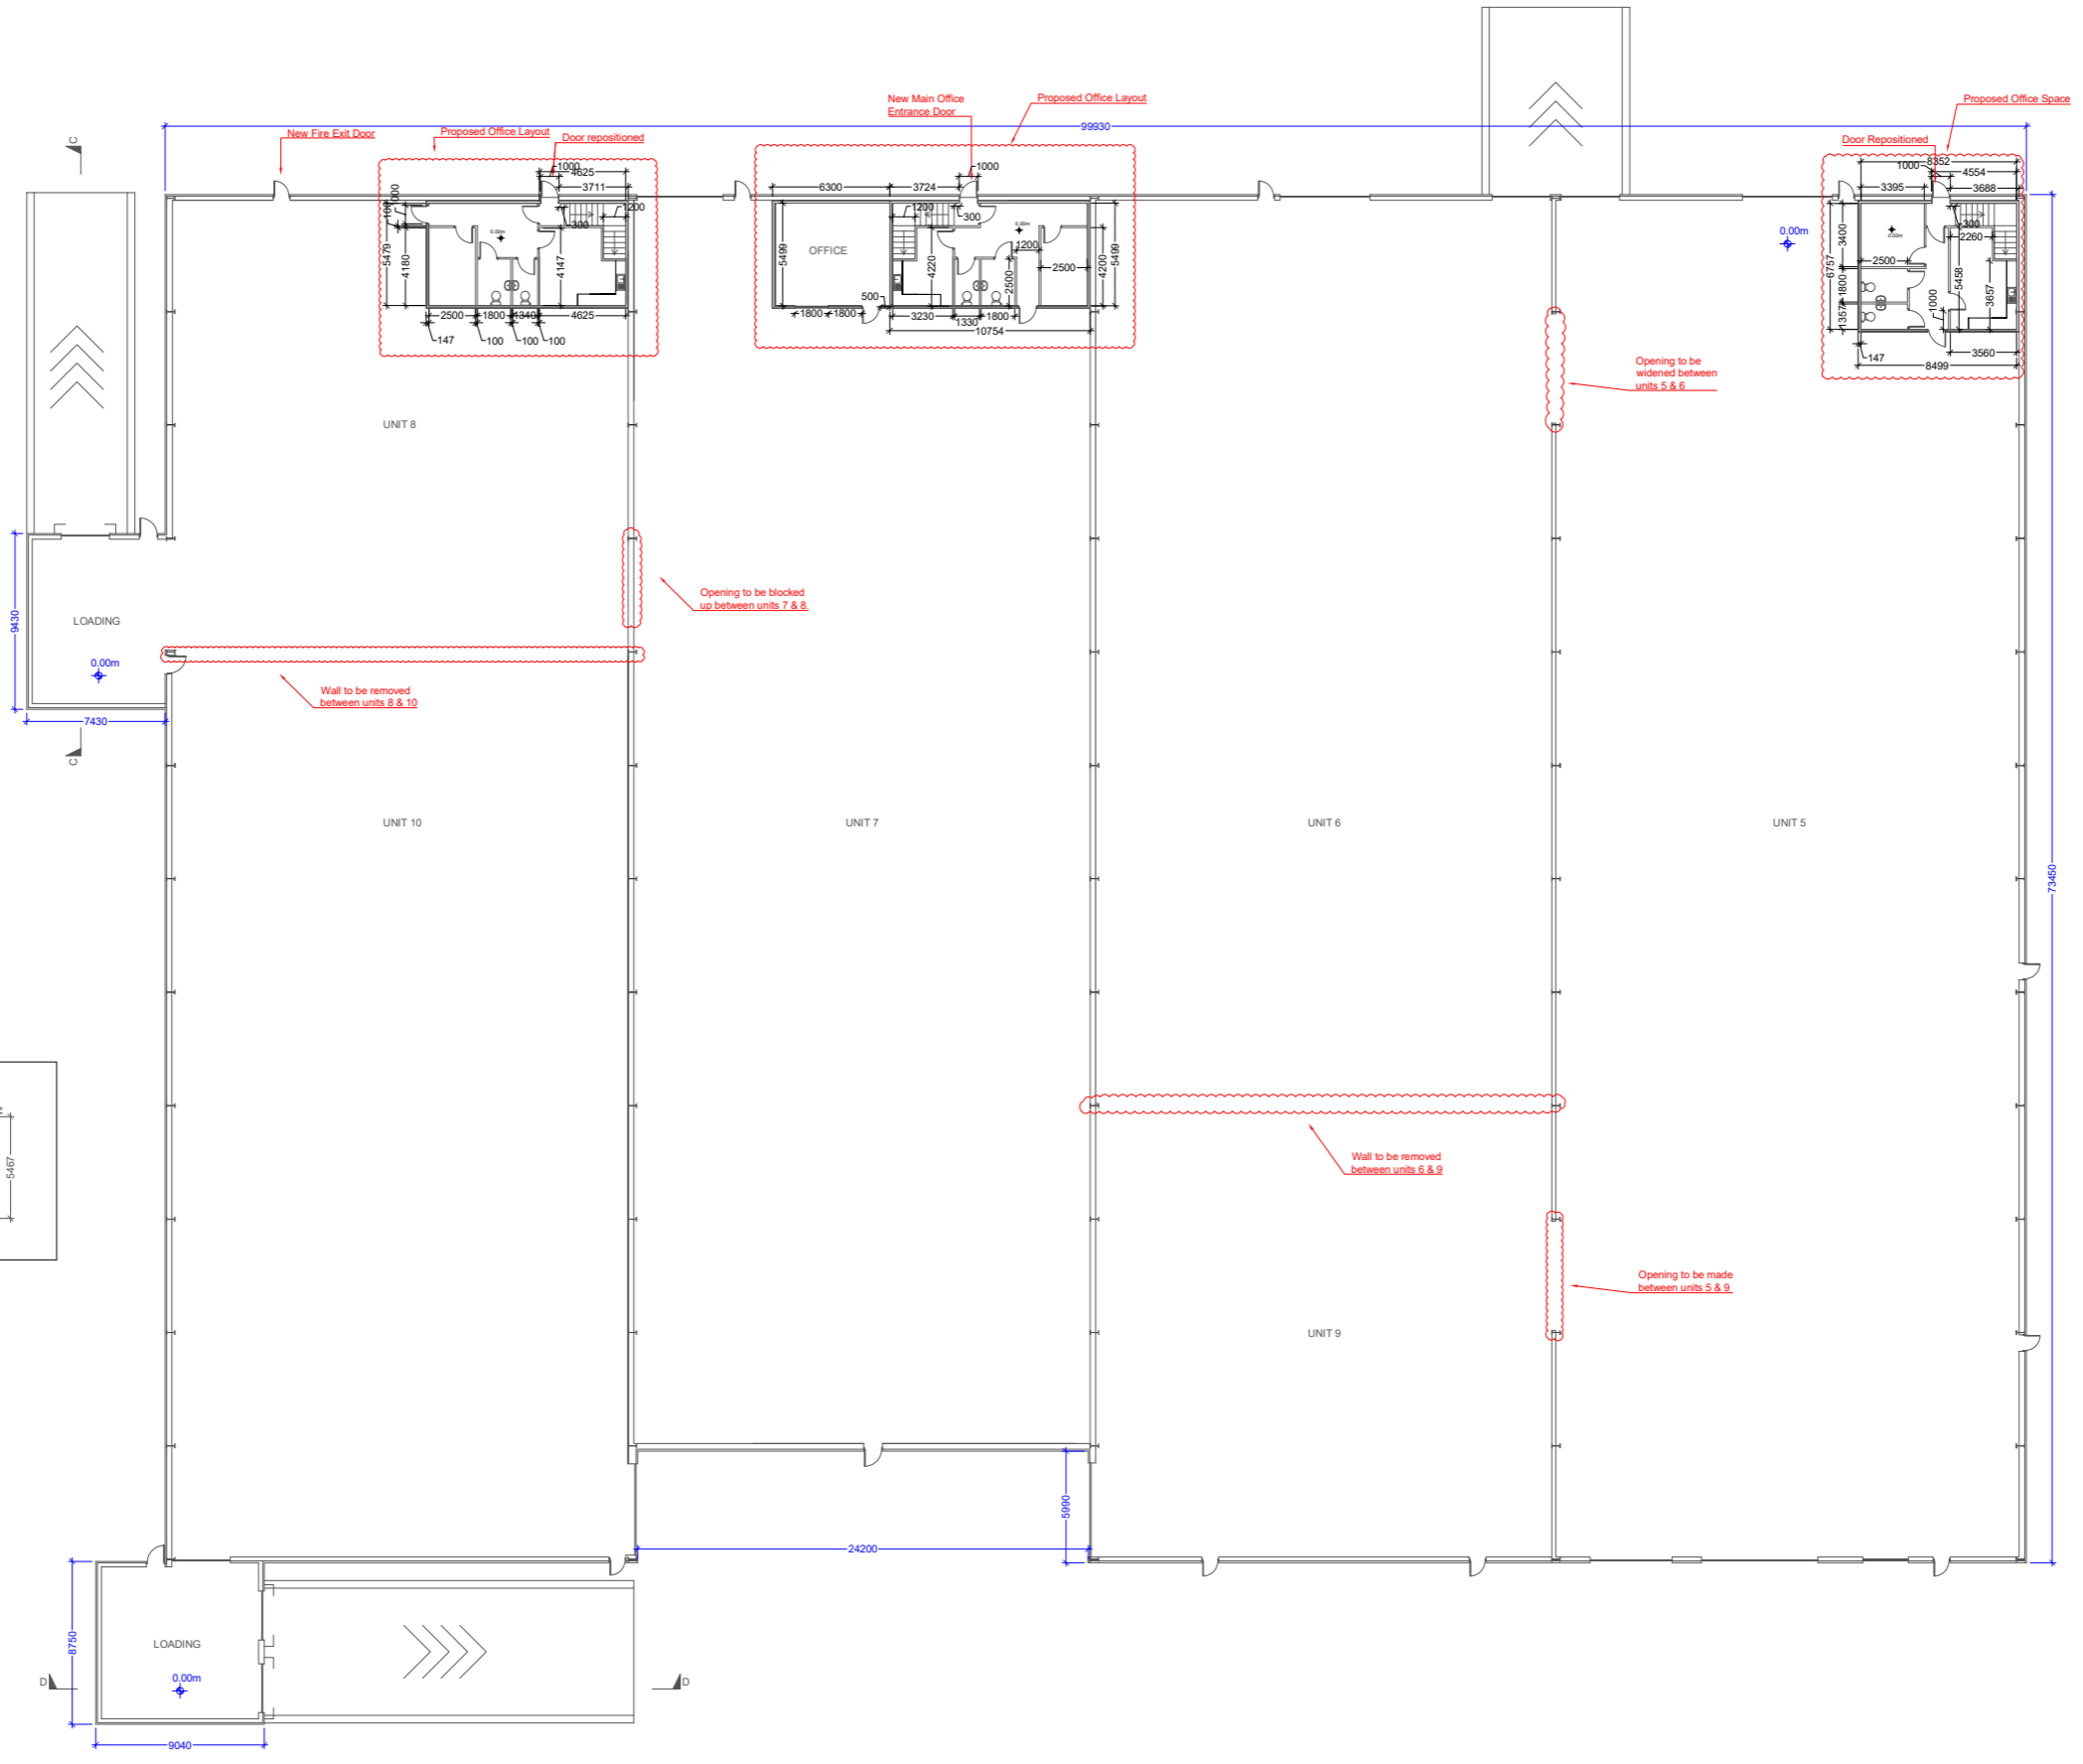 New Main Office
Entrance Door
Proposed Office Layout
Proposed Office Space
99930
New Fire Exit Door
Proposed Office Layout
Door repositioned
Door Repositioned
C
1000
4625
3711
1000
1200
5479
4180
300
0.00m
4147
2500
1800
1340
4625
147
100
100
100
6300
3724
1000
1200
300
5499
OFFICE
4220
1200
2500
2500
4200
5499
500
1800
1800
3230
1330
1800
10754
8352
1000
4554
3395
3688
300
2260
0.00m
0.00m
3400
6757
1800
1357
2500
5458
3657
1000
147
3560
8499
Opening to be
widened between
units 5 & 6
UNIT 8
Opening to be blocked
up between units 7 & 8.
LOADING
9430
0.00m
7430
C
Wall to be removed
between units 8 & 10
UNIT 10
UNIT 7
UNIT 6
UNIT 5
73450
5467
Wall to be removed
between units 6 & 9
Opening to be made
between units 5 & 9
UNIT 9
5990
24200
LOADING
8750
0.00m
D
D
9040